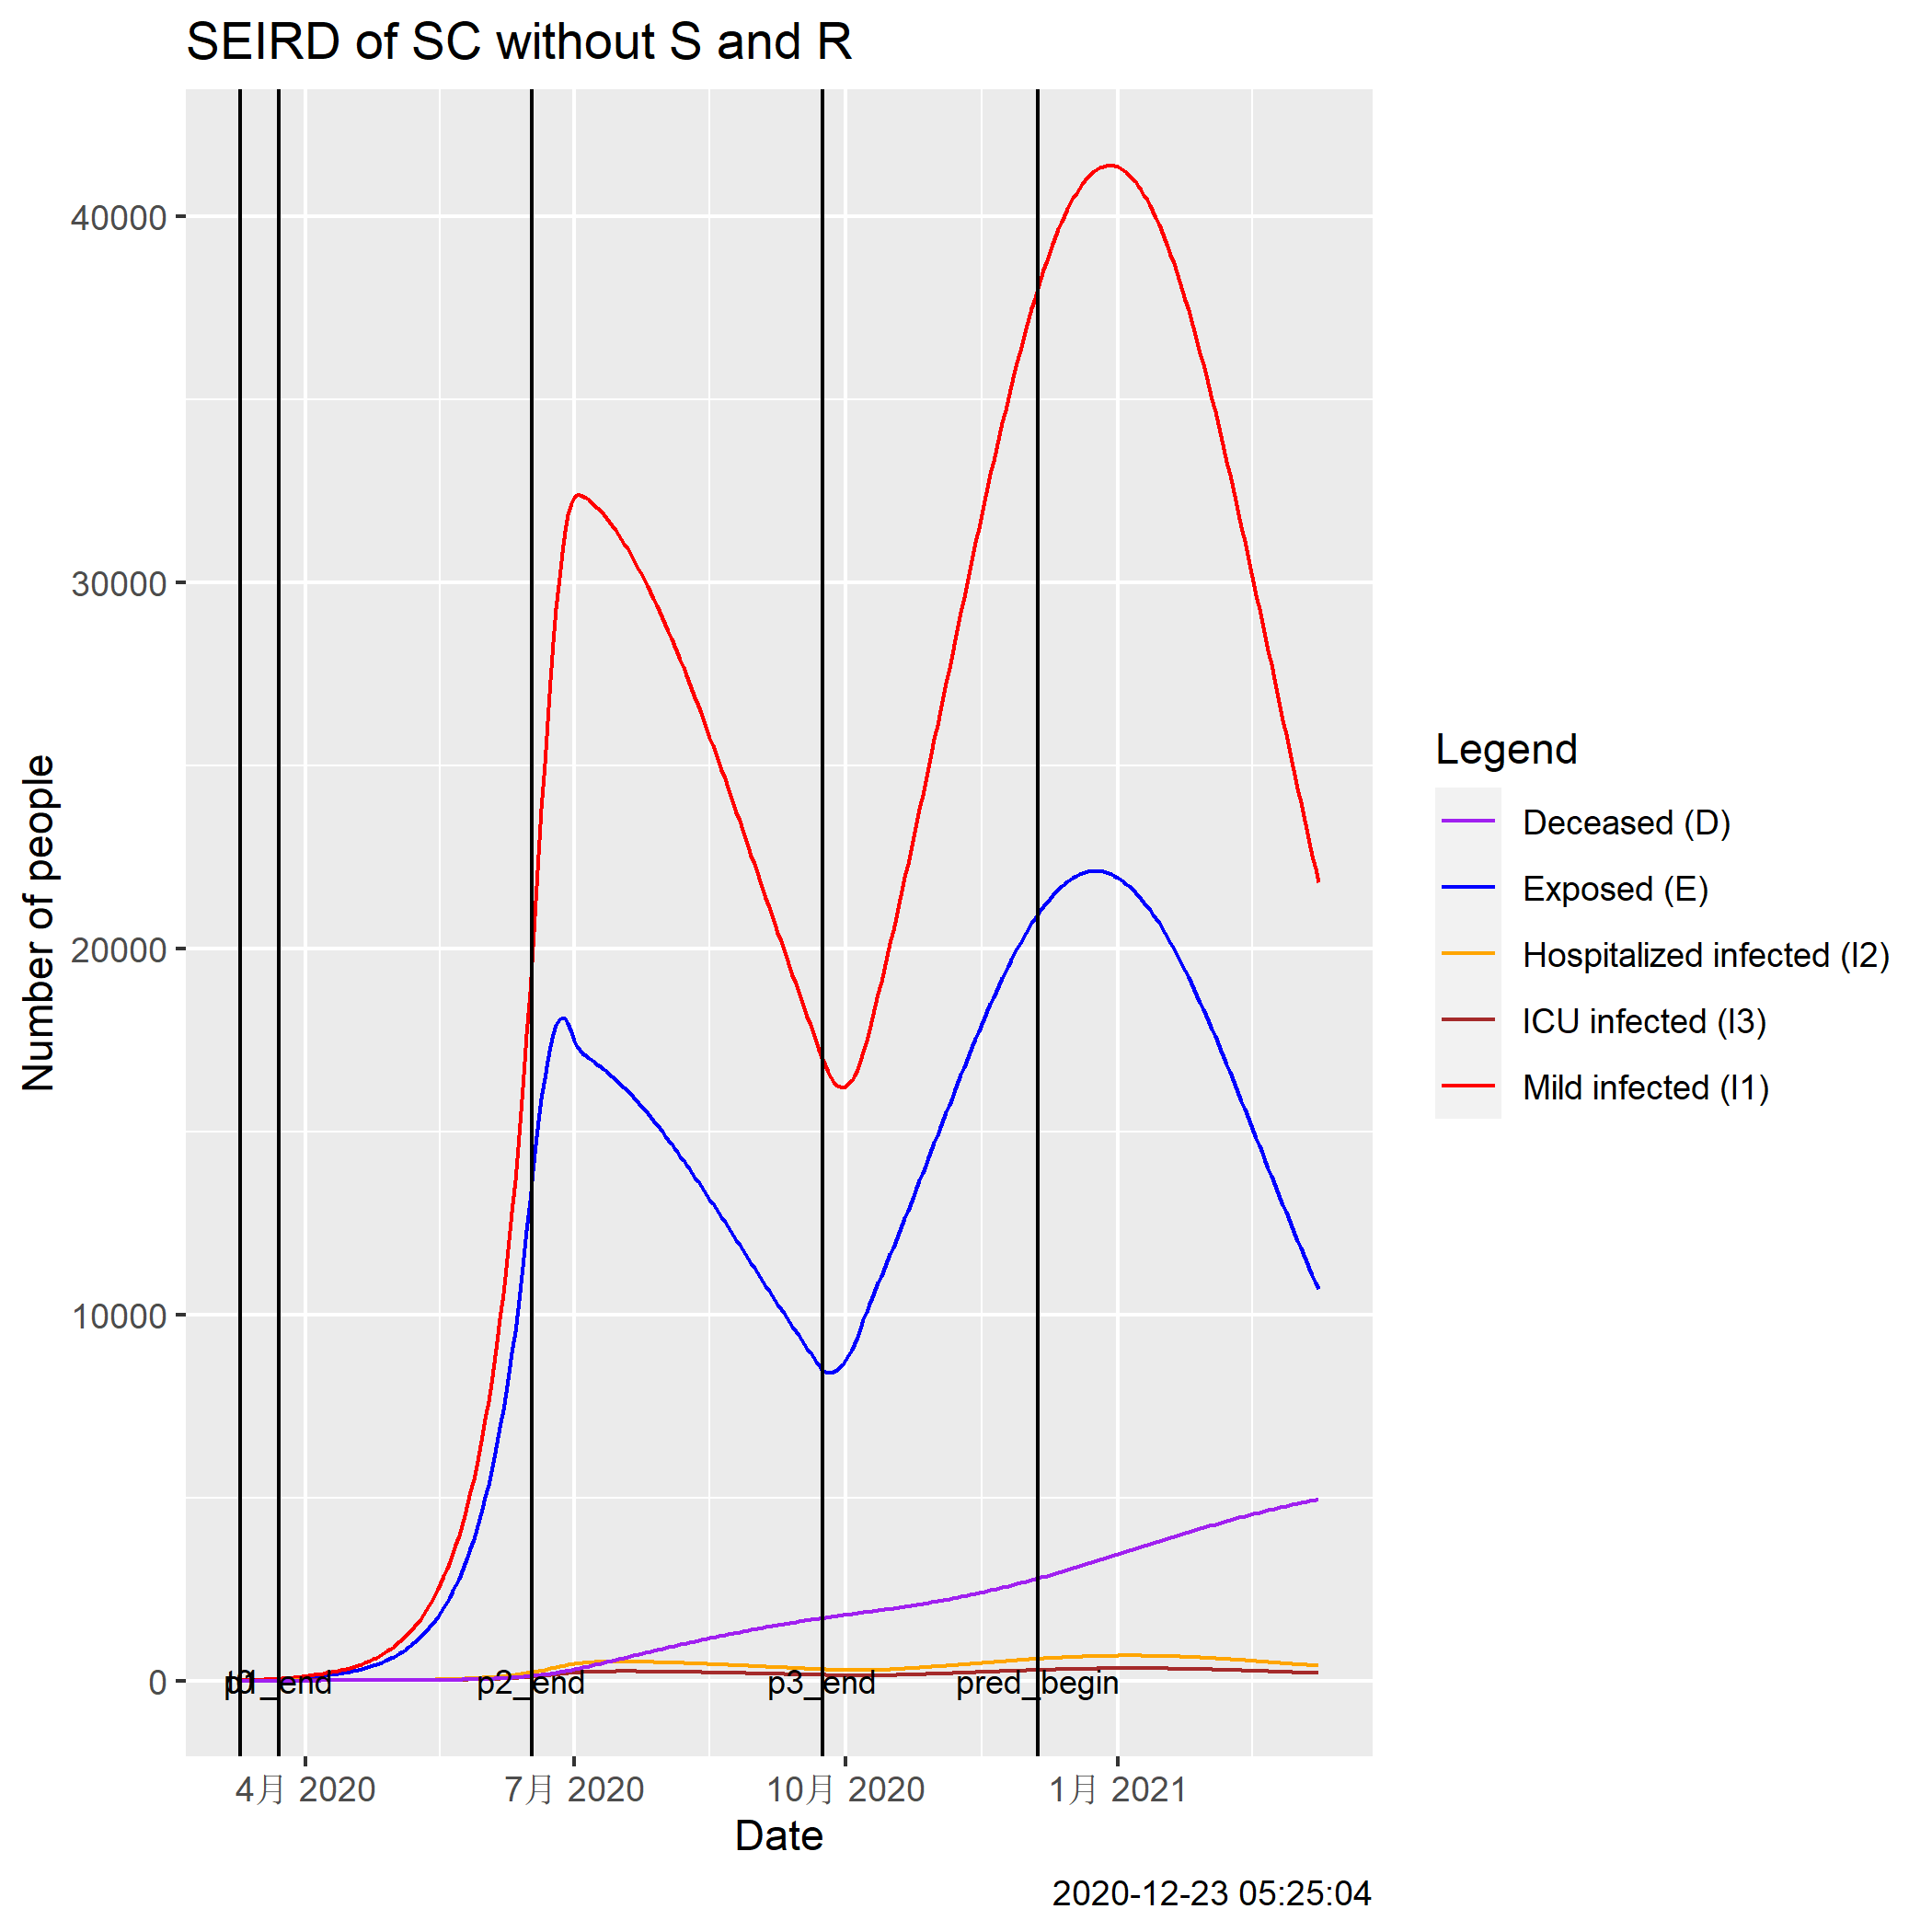 SEIRD of SC without S and R
Number of people
40000
30000
20000
10000
0
p1_end
p2_end
p3_end
pred_begin
4月 2020
7月 2020
10月 2020
1月 2021
Date
Legend
Deceased (D)
Exposed (E)
Hospitalized infected (I2)
ICU infected (I3)
Mild infected (I1)
2020-12-23 05:25:04